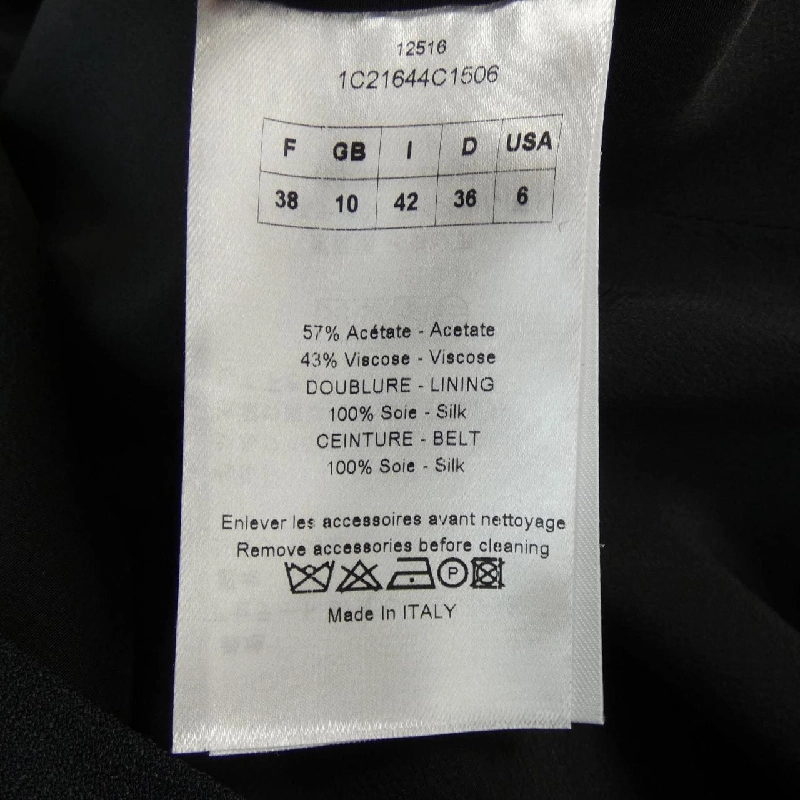 12516
1C21644C1506
F GB I D USA
38 10 42 36 6
57% Acétate - Acetate
43% Viscose - Viscose
DOUBLURE - LINING
100% Soie - Silk
CEINTURE - BELT
100% Soie - Silk
Enlever les accessoires avant nettoyage
Remove accessories before cleaning
P
Made In ITALY